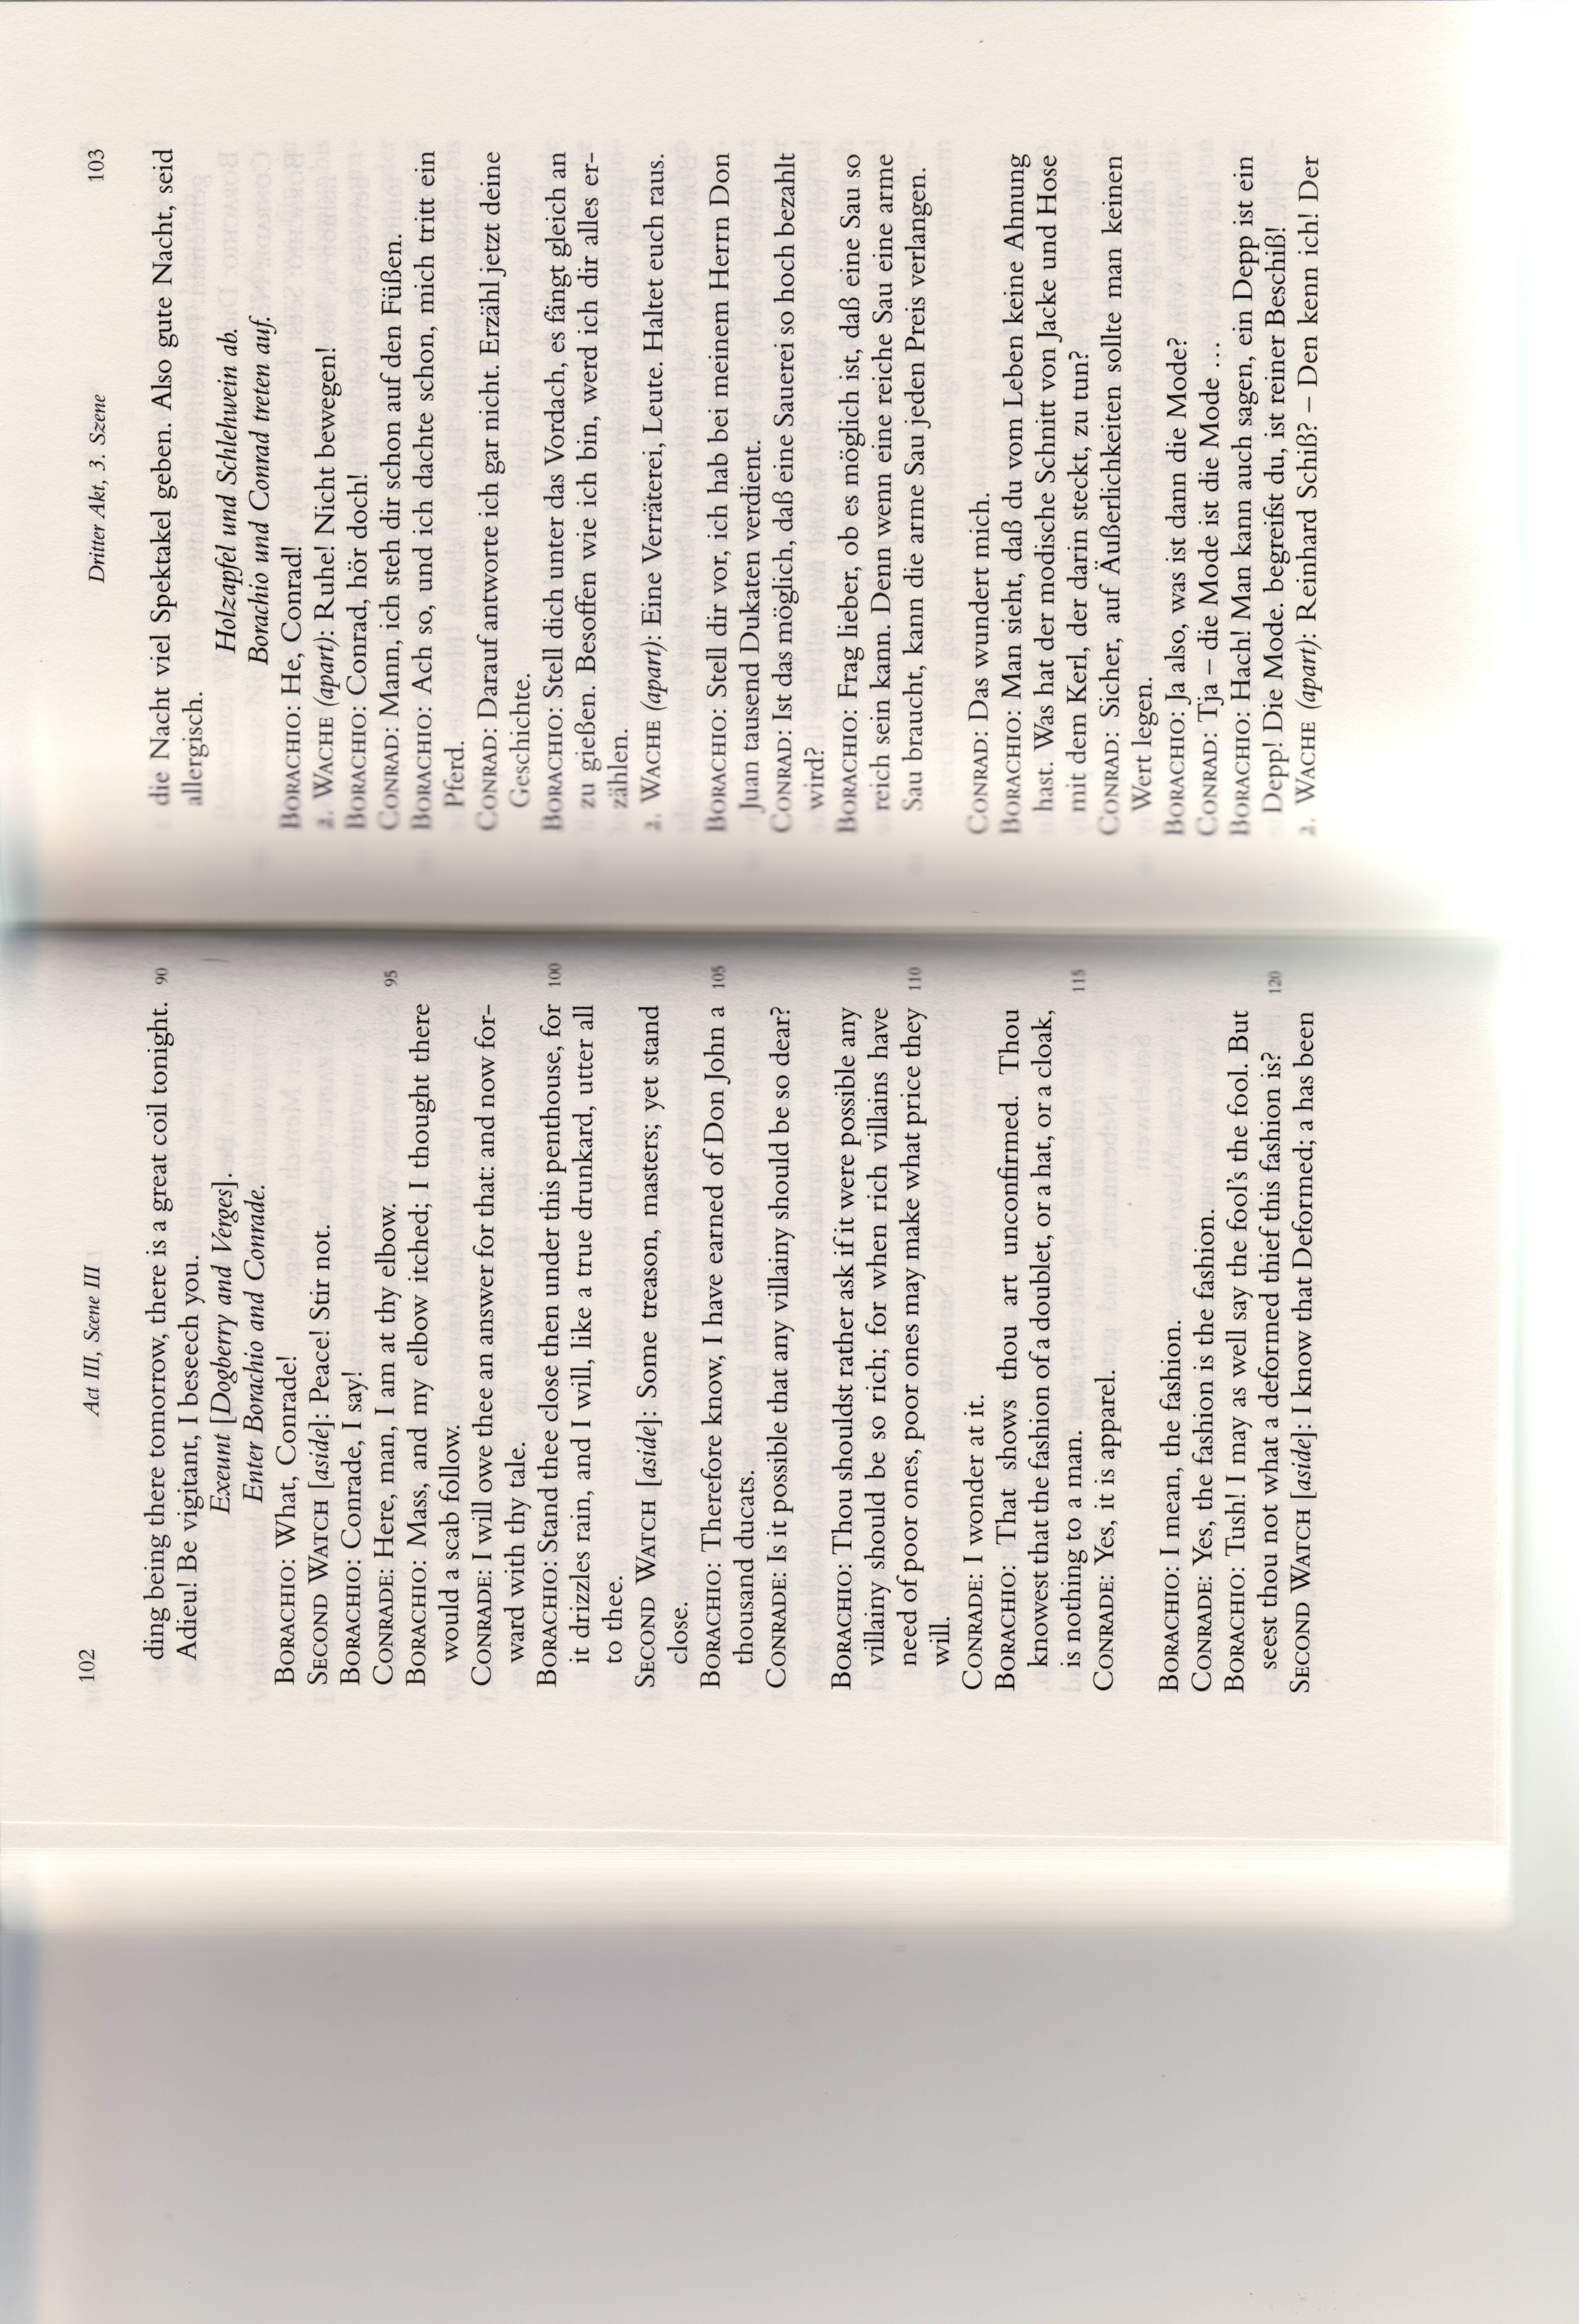 102
Act III, Scene III
ding being there tomorrow, there is a great coil tonight. 90
Adieu! Be vigitant, I beseech you.
Exeunt [Dogberry and Verges].
Enter Borachio and Conrade.
BORACHIO: What, Conrade!
SECOND WATCH [aside]: Peace! Stir not.
BORACHIO: Conrade, I say!
CONRADE: Here, man, I am at thy elbow. 95
BORACHIO: Mass, and my elbow itched; I thought there
would a scab follow.
CONRADE: I will owe thee an answer for that: and now for-
ward with thy tale.
BORACHIO: Stand thee close then under this penthouse, for 100
it drizzles rain, and I will, like a true drunkard, utter all
to thee.
SECOND WATCH [aside]: Some treason, masters; yet stand
close.
BORACHIO: Therefore know, I have earned of Don John a 105
thousand ducats.
CONRADE: Is it possible that any villainy should be so dear?
BORACHIO: Thou shouldst rather ask if it were possible any
villainy should be so rich; for when rich villains have
need of poor ones, poor ones may make what price they 110
will.
CONRADE: I wonder at it.
BORACHIO: That shows thou art unconfirmed. Thou
knowest that the fashion of a doublet, or a hat, or a cloak,
is nothing to a man. 115
CONRADE: Yes, it is apparel.
BORACHIO: I mean, the fashion.
CONRADE: Yes, the fashion is the fashion.
BORACHIO: Tush! I may as well say the fool's the fool. But
seest thou not what a deformed thief this fashion is? 120
SECOND WATCH [aside]: I know that Deformed; a has been
Dritter Akt, 3. Szene
103
die Nacht viel Spektakel geben. Also gute Nacht, seid
allergisch.
Holzapfel und Schlehwein ab.
Borachio und Conrad treten auf.
BORACHIO: He, Conrad!
2. WACHE (apart): Ruhe! Nicht bewegen!
BORACHIO: Conrad, hör doch!
CONRAD: Mann, ich steh dir schon auf den Füßen.
BORACHIO: Ach so, und ich dachte schon, mich tritt ein
Pferd.
CONRAD: Darauf antworte ich gar nicht. Erzähl jetzt deine
Geschichte.
BORACHIO: Stell dich unter das Vordach, es fängt gleich an
zu gießen. Besoffen wie ich bin, werd ich dir alles er-
zählen.
2. WACHE (apart): Eine Verräterei, Leute. Haltet euch raus.
BORACHIO: Stell dir vor, ich hab bei meinem Herrn Don
Juan tausend Dukaten verdient.
CONRAD: Ist das möglich, daß eine Sauerei so hoch bezahlt
wird?
BORACHIO: Frag lieber, ob es möglich ist, daß eine Sau so
reich sein kann. Denn wenn eine reiche Sau eine arme
Sau braucht, kann die arme Sau jeden Preis verlangen.
CONRAD: Das wundert mich.
BORACHIO: Man sieht, daß du vom Leben keine Ahnung
hast. Was hat der modische Schnitt von Jacke und Hose
mit dem Kerl, der darin steckt, zu tun?
CONRAD: Sicher, auf Äußerlichkeiten sollte man keinen
Wert legen.
BORACHIO: Ja also, was ist dann die Mode?
CONRAD: Tja – die Mode ist die Mode …
BORACHIO: Hach! Man kann auch sagen, ein Depp ist ein
Depp! Die Mode. begreifst du, ist reiner Beschiß!
2. WACHE (apart): Reinhard Schiß? – Den kenn ich! Der